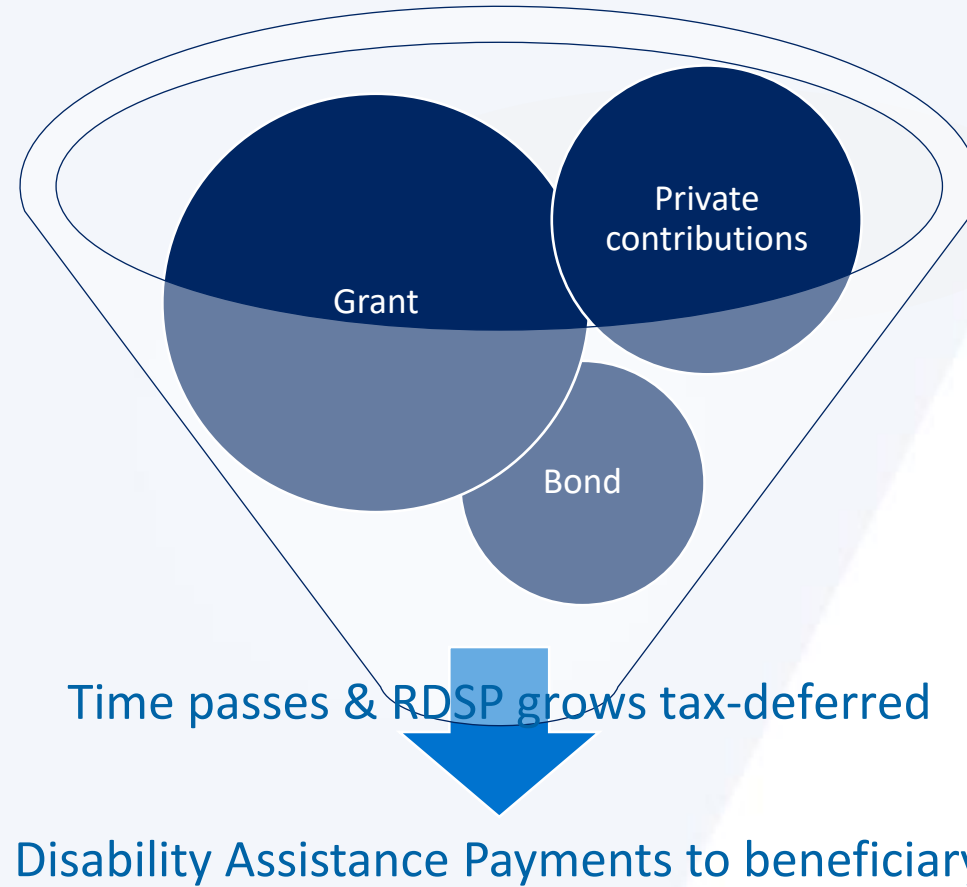 Private
contributions
Grant
Bond
Time passes & RDSP grows tax-deferred
Disability Assistance Payments to beneficiary